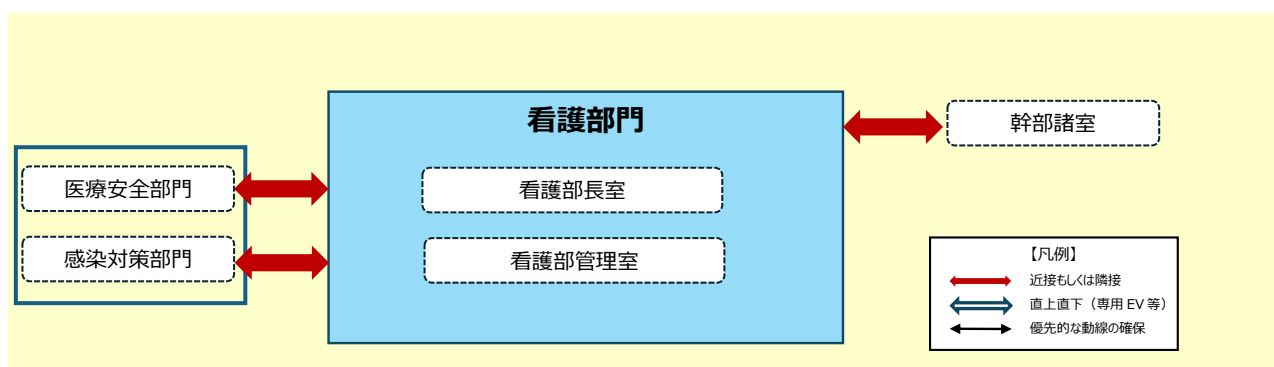 看護部門
幹部諸室
医療安全部門
看護部長室
感染対策部門
看護部管理室
【凡例】
近接もしくは隣接
直上直下（専用 EV 等）
優先的な動線の確保